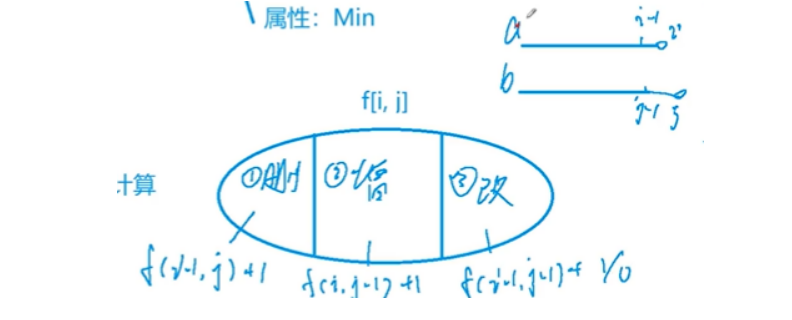 属性：Min
a i-1 i
b
j-1 j
f[i, j]
计算
①删 ②增 ③改
f(i-1, j)+1 f(i, j-1)+1 f(i-1, j-1)+ 1/0